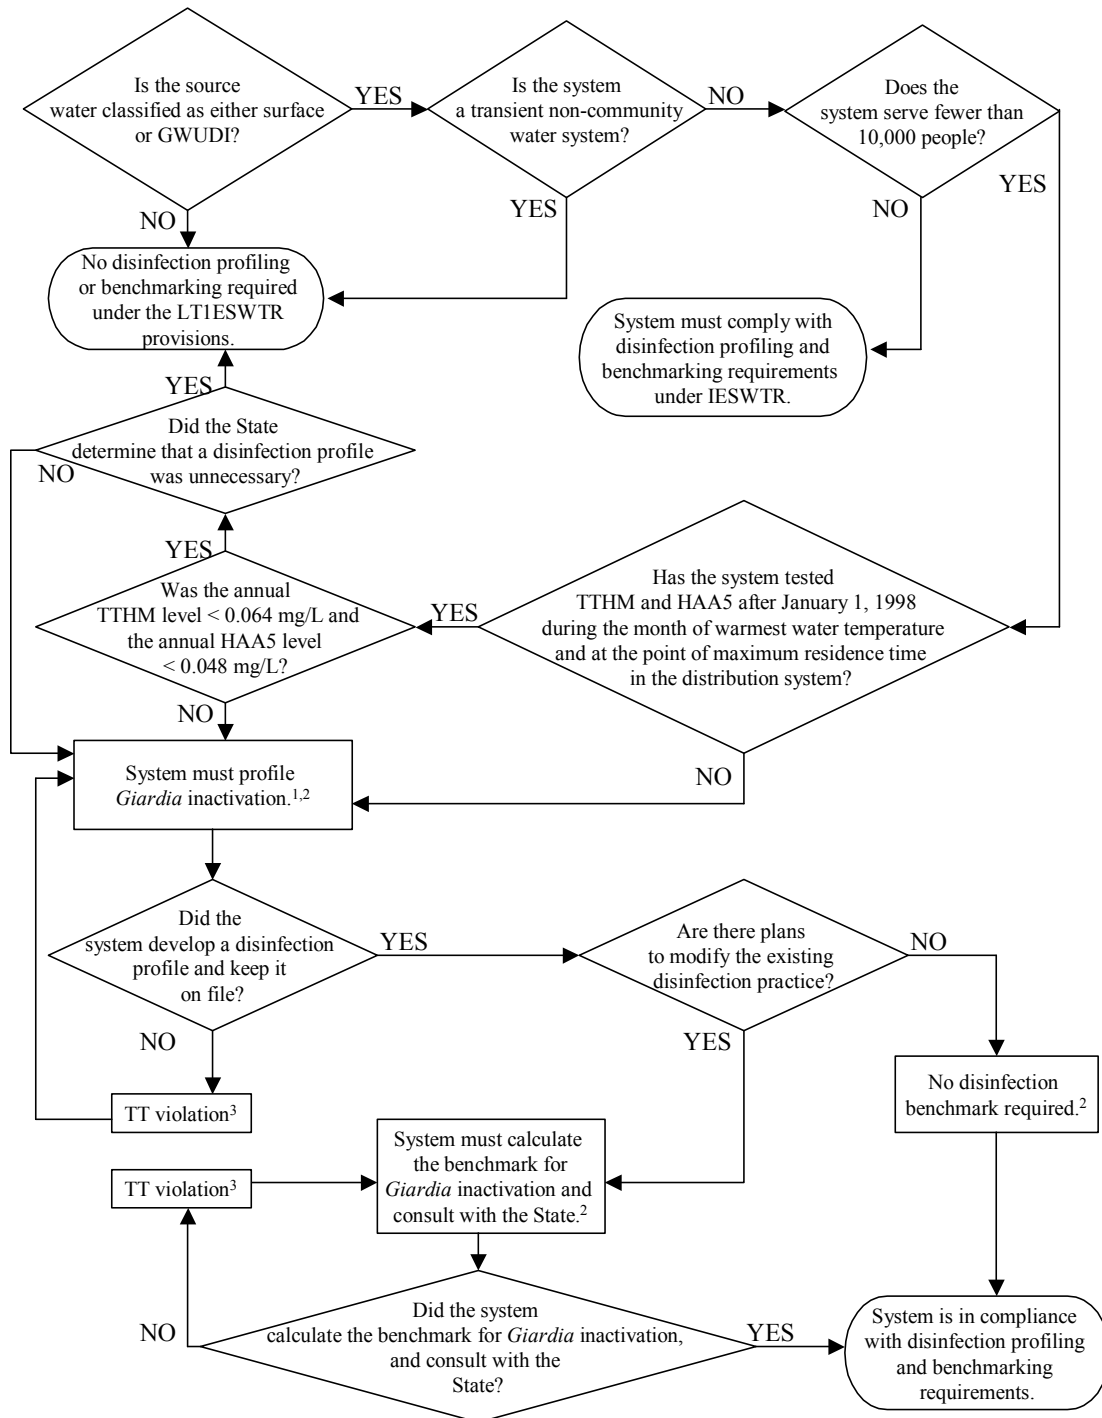 Is the source
water classified as either surface
or GWUDI?
YES
Is the system
a transient non-community
water system?
NO
Does the
system serve fewer than
10,000 people?
YES
NO
YES
NO
No disinfection profiling
or benchmarking required
under the LT1ESWTR
provisions.
System must comply with
disinfection profiling and
benchmarking requirements
under IESWTR.
YES
Did the State
determine that a disinfection profile
was unnecessary?
NO
YES
Was the annual
TTHM level < 0.064 mg/L and
the annual HAA5 level
< 0.048 mg/L?
YES
Has the system tested
TTHM and HAA5 after January 1, 1998
during the month of warmest water temperature
and at the point of maximum residence time
in the distribution system?
NO
NO
System must profile
Giardia inactivation.1,2
Did the
system develop a disinfection
profile and keep it
on file?
YES
Are there plans
to modify the existing
disinfection practice?
NO
NO
YES
TT violation3
No disinfection
benchmark required.2
System must calculate
the benchmark for
Giardia inactivation and
consult with the State.2
TT violation3
Did the system
calculate the benchmark for Giardia inactivation,
and consult with the
State?
NO
YES
System is in compliance
with disinfection profiling
and benchmarking
requirements.